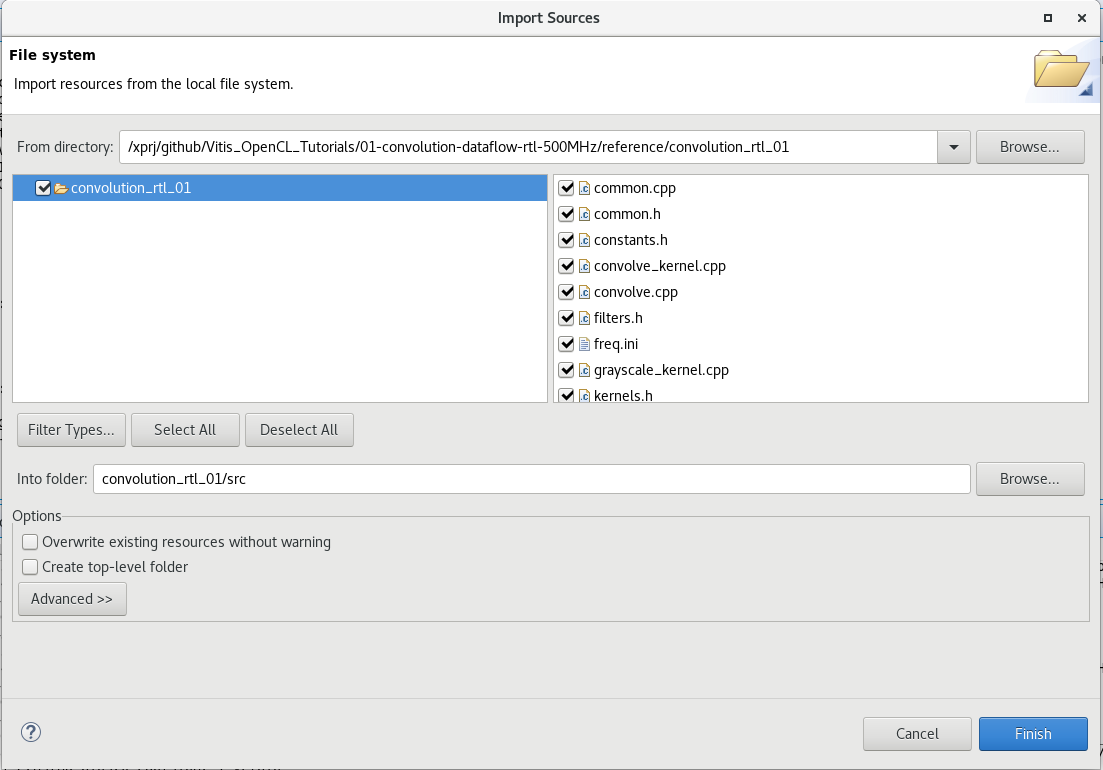 Import Sources
File system
Import resources from the local file system.
From directory: /xprj/github/Vitis_OpenCL_Tutorials/01-convolution-dataflow-rtl-500MHz/reference/convolution_rtl_01 Browse...
convolution_rtl_01
common.cpp
common.h
constants.h
convolve_kernel.cpp
convolve.cpp
filters.h
freq.ini
grayscale_kernel.cpp
kernels.h
Filter Types... Select All Deselect All
Into folder: convolution_rtl_01/src Browse...
Options
Overwrite existing resources without warning
Create top-level folder
Advanced >>
? Cancel Finish